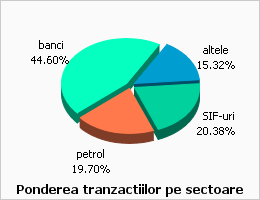 banci
44.60%
altele
15.32%
SIF-uri
20.38%
petrol
19.70%
Ponderea tranzactiilor pe sectoare